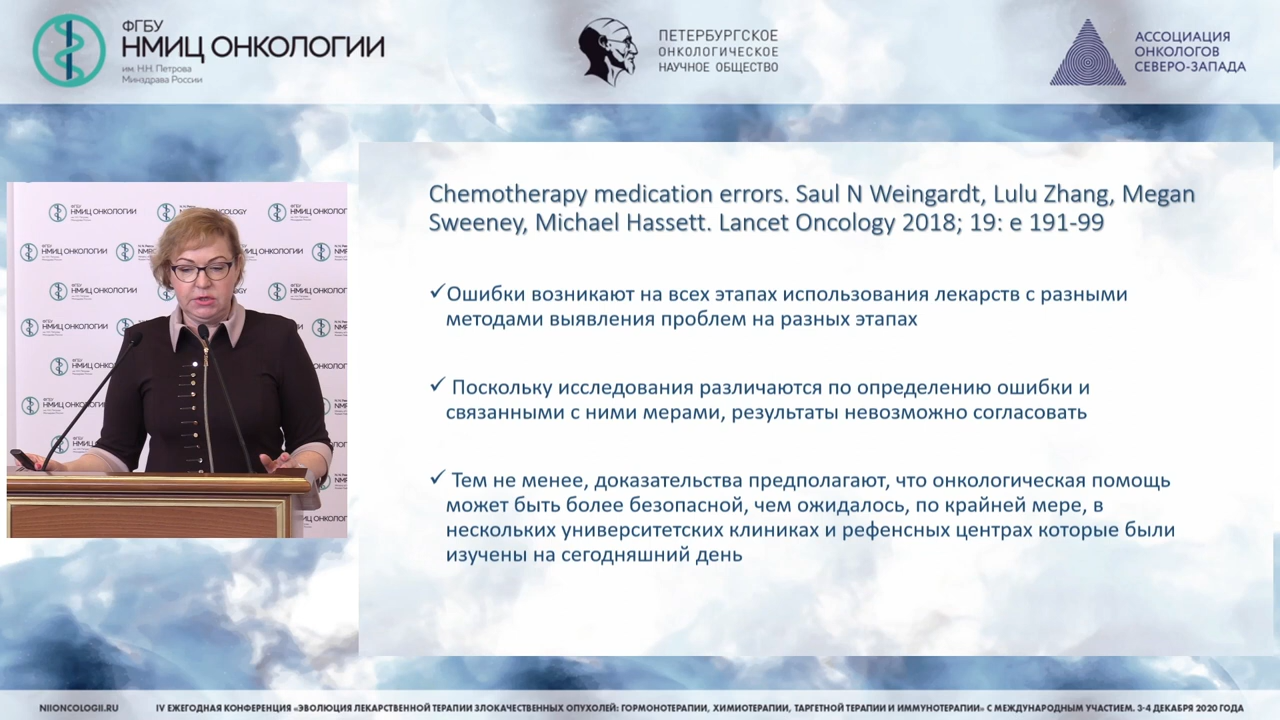 ФГБУ
НМИЦ ОНКОЛОГИИ
им. Н.Н. Петрова
Минздрава России
ПЕТЕРБУРГСКОЕ
ОНКОЛОГИЧЕСКОЕ
НАУЧНОЕ ОБЩЕСТВО
АССОЦИАЦИЯ
ОНКОЛОГОВ
СЕВЕРО-ЗАПАДА
Chemotherapy medication errors. Saul N Weingardt, Lulu Zhang, Megan
Sweeney, Michael Hassett. Lancet Oncology 2018; 19: e 191-99
✓Ошибки возникают на всех этапах использования лекарств с разными
методами выявления проблем на разных этапах
✓ Поскольку исследования различаются по определению ошибки и
связанными с ними мерами, результаты невозможно согласовать
✓ Тем не менее, доказательства предполагают, что онкологическая помощь
может быть более безопасной, чем ожидалось, по крайней мере, в
нескольких университетских клиниках и рефенсных центрах которые были
изучены на сегодняшний день
NIIONCOLOGII.RU
IV ЕЖЕГОДНАЯ КОНФЕРЕНЦИЯ «ЭВОЛЮЦИЯ ЛЕКАРСТВЕННОЙ ТЕРАПИИ ЗЛОКАЧЕСТВЕННЫХ ОПУХОЛЕЙ: ГОРМОНОТЕРАПИИ, ХИМИОТЕРАПИИ, ТАРГЕТНОЙ ТЕРАПИИ И ИММУНОТЕРАПИИ» С МЕЖДУНАРОДНЫМ УЧАСТИЕМ. 3-4 ДЕКАБРЯ 2020 ГОДА